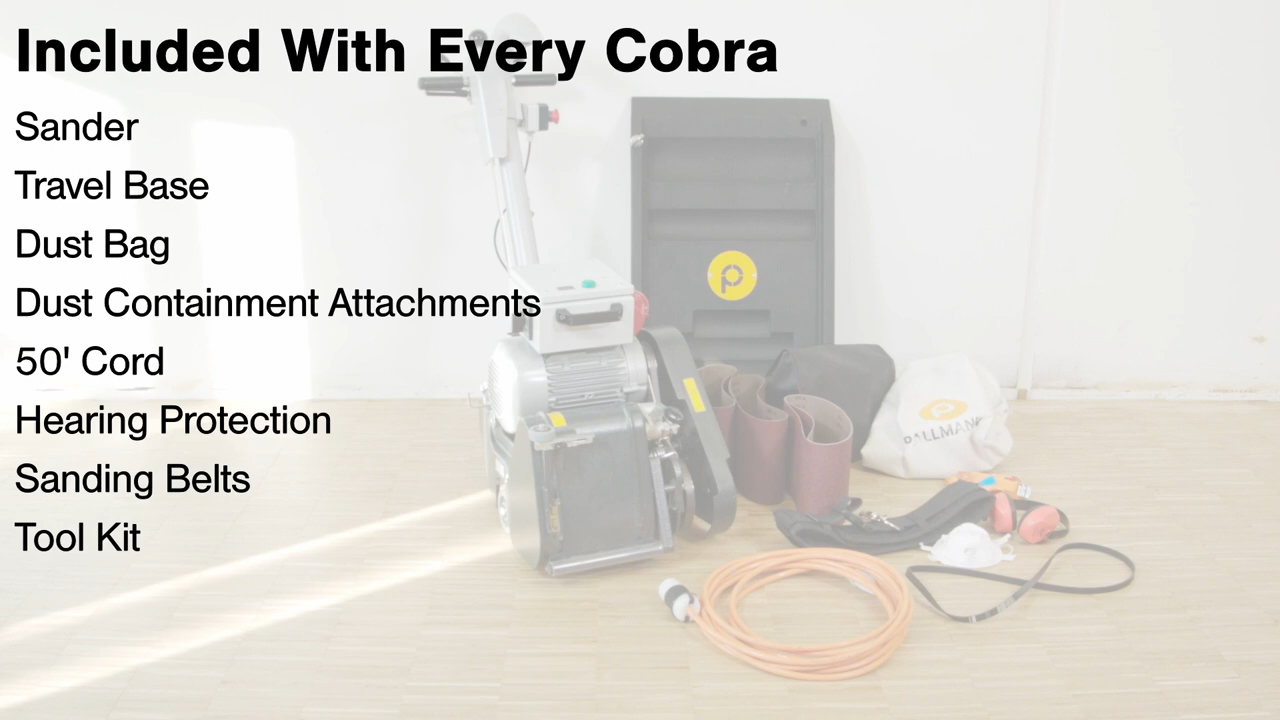 Included With Every Cobra
Sander
Travel Base
Dust Bag
Dust Containment Attachments
50' Cord
Hearing Protection
Sanding Belts
Tool Kit
PALLMANN